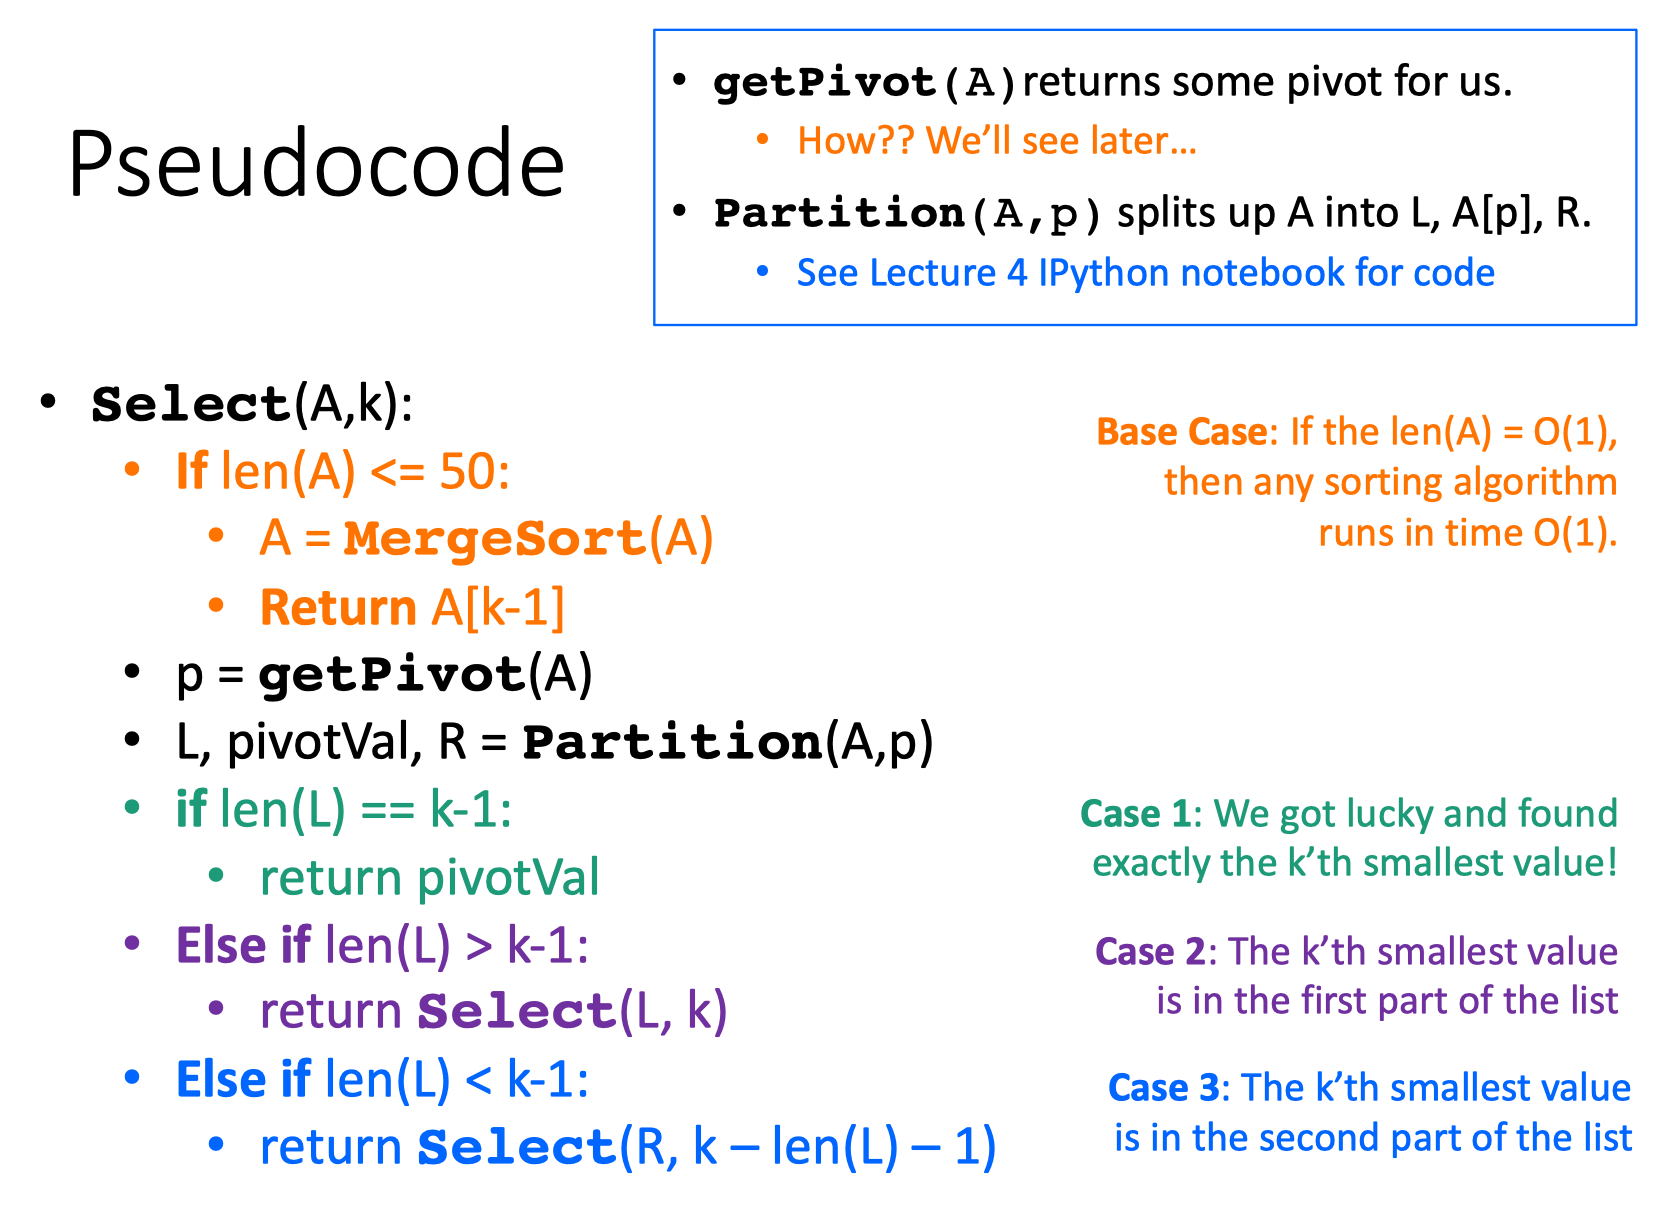 Pseudocode
• getPivot(A) returns some pivot for us.
• How?? We’ll see later…
• Partition(A,p) splits up A into L, A[p], R.
• See Lecture 4 IPython notebook for code
• Select(A,k):
• If len(A) <= 50:
• A = MergeSort(A)
• Return A[k-1]
• p = getPivot(A)
• L, pivotVal, R = Partition(A,p)
• if len(L) == k-1:
• return pivotVal
• Else if len(L) > k-1:
• return Select(L, k)
• Else if len(L) < k-1:
• return Select(R, k – len(L) – 1)
Base Case: If the len(A) = O(1),
then any sorting algorithm
runs in time O(1).
Case 1: We got lucky and found
exactly the k’th smallest value!
Case 2: The k’th smallest value
is in the first part of the list
Case 3: The k’th smallest value
is in the second part of the list